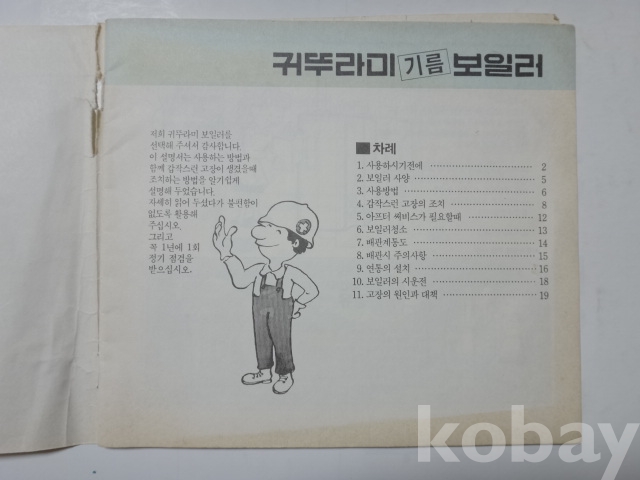 귀뚜라미 기름 보일러
저희 귀뚜라미 보일러를
선택해 주셔서 감사합니다.
이 설명서는 사용하는 방법과
함께 갑작스런 고장이 생겼을때
조치하는 방법을 알기쉽게
설명해 두었습니다.
자세히 읽어 두셨다가 불편함이
없도록 활용해
주십시오.
그리고
꼭 1년에 1회
정기 점검을
받으십시오.
■차례
1. 사용하시기전에 2
2. 보일러 사양 5
3. 사용방법 6
4. 갑작스런 고장의 조치 8
5. 아프터 써비스가 필요할때 12
6. 보일러청소 13
7. 배관계통도 14
8. 배관시 주의사항 15
9. 연통의 설치 16
10. 보일러의 시운전 18
11. 고장의 원인과 대책 19
kobay